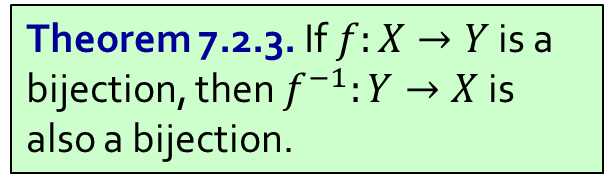 Theorem 7.2.3. If 𝑓: 𝑋 → 𝑌 is a
bijection, then 𝑓⁻¹: 𝑌 → 𝑋 is
also a bijection.